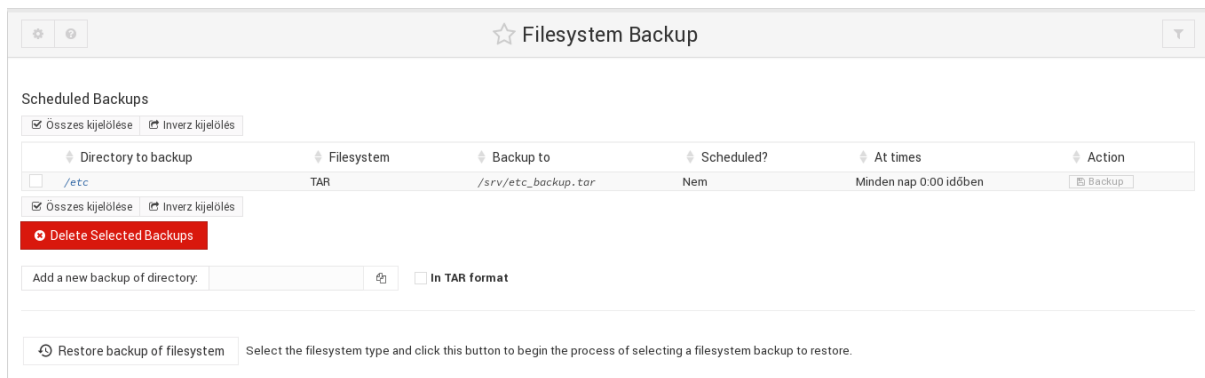 Filesystem Backup
Scheduled Backups
Összes kijelölése Inverz kijelölés
Directory to backup Filesystem Backup to Scheduled? At times Action
/etc TAR /srv/etc_backup.tar Nem Minden nap 0:00 időben Backup
Összes kijelölése Inverz kijelölés
Delete Selected Backups
Add a new backup of directory: In TAR format
Restore backup of filesystem Select the filesystem type and click this button to begin the process of selecting a filesystem backup to restore.